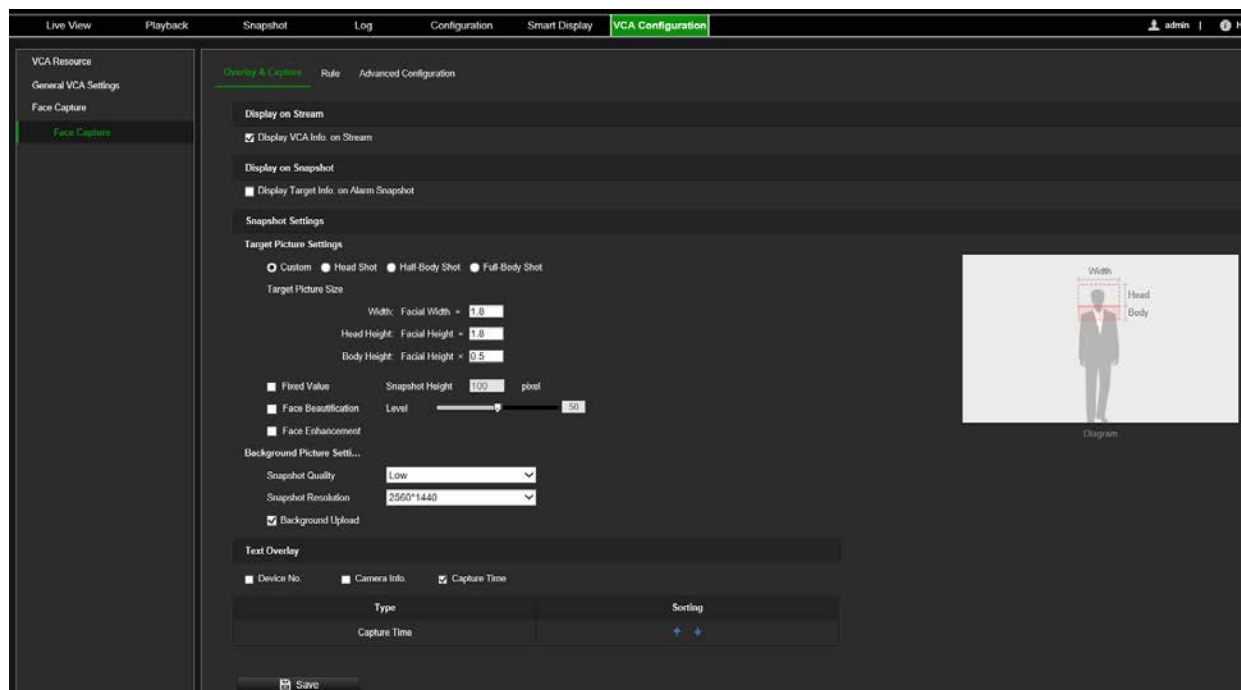 Live View Playback Snapshot Log Configuration Smart Display VCA Configuration admin | H
VCA Resource
General VCA Settings
Face Capture
Face Capture
Overlay & Capture Rule Advanced Configuration
Display on Stream
Display VCA Info. on Stream
Display on Snapshot
Display Target Info. on Alarm Snapshot
Snapshot Settings
Target Picture Settings
Custom Head Shot Half-Body Shot Full-Body Shot
Target Picture Size
Width: Facial Width × 1.8
Head Height: Facial Height × 1.8
Body Height: Facial Height × 0.5
Fixed Value Snapshot Height 100 pixel
Face Beautification Level 50
Face Enhancement
Width
Head
Body
Diagram
Background Picture Setti...
Snapshot Quality Low
Snapshot Resolution 2560*1440
Background Upload
Text Overlay
Device No. Camera Info. Capture Time
Type Sorting
Capture Time
Save